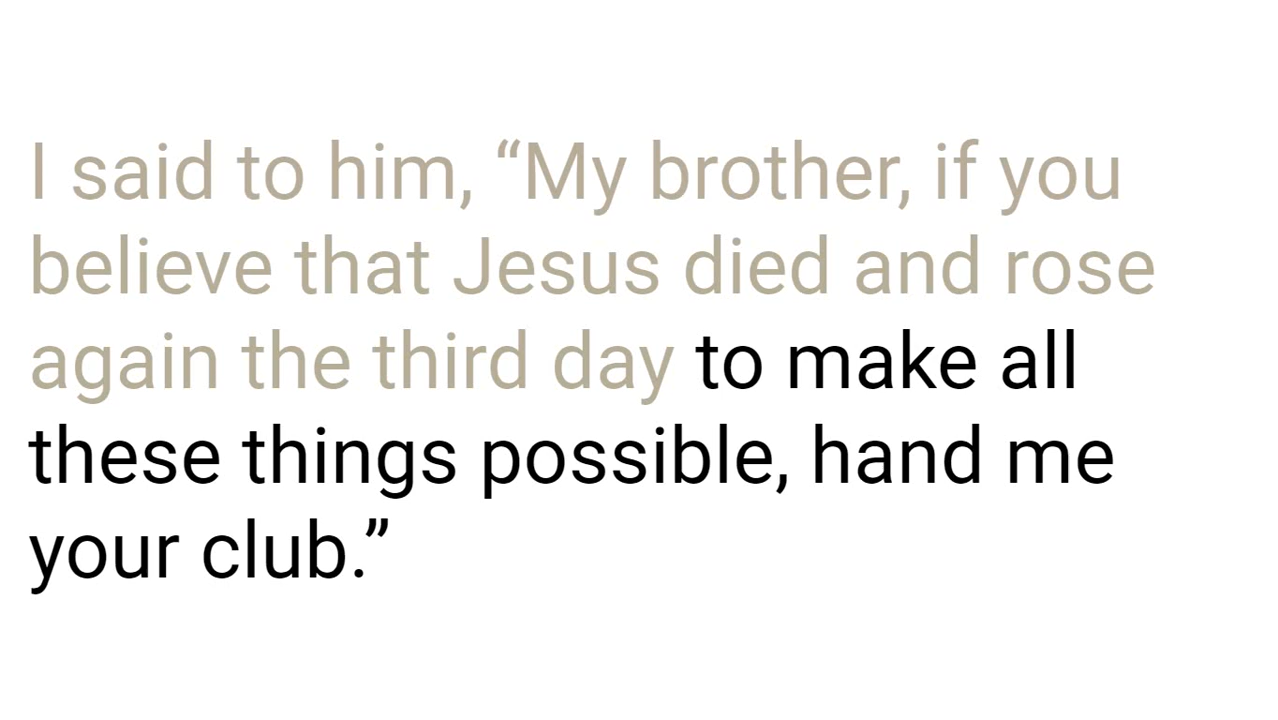 I said to him, “My brother, if you
believe that Jesus died and rose
again the third day to make all
these things possible, hand me
your club.”